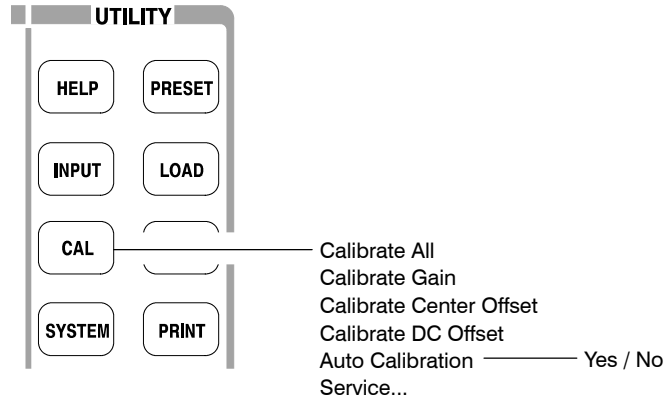 UTILITY
HELP PRESET
INPUT LOAD
CAL
SYSTEM PRINT
Calibrate All
Calibrate Gain
Calibrate Center Offset
Calibrate DC Offset
Auto Calibration Yes / No
Service...